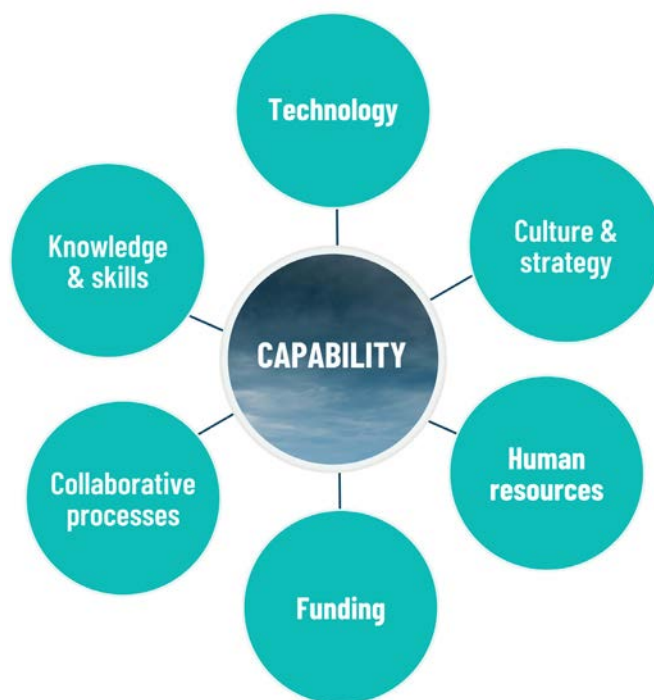 Technology
Culture &
strategy
Human
resources
Funding
Collaborative
processes
Knowledge
& skills
CAPABILITY